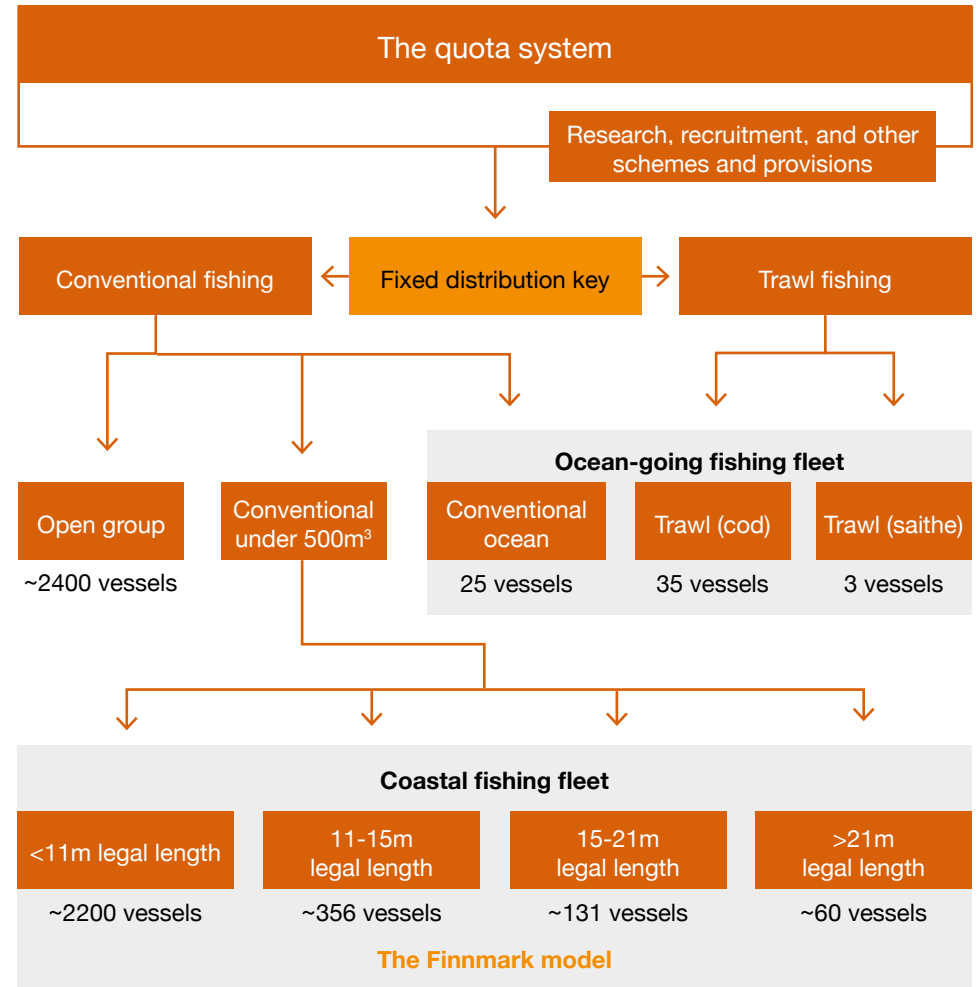 The quota system
Research, recruitment, and other
schemes and provisions
Conventional fishing
Fixed distribution key
Trawl fishing
Ocean-going fishing fleet
Open group
~2400 vessels
Conventional
under 500m³
Conventional
ocean
25 vessels
Trawl (cod)
35 vessels
Trawl (saithe)
3 vessels
Coastal fishing fleet
<11m legal length
~2200 vessels
11-15m
legal length
~356 vessels
15-21m
legal length
~131 vessels
>21m
legal length
~60 vessels
The Finnmark model